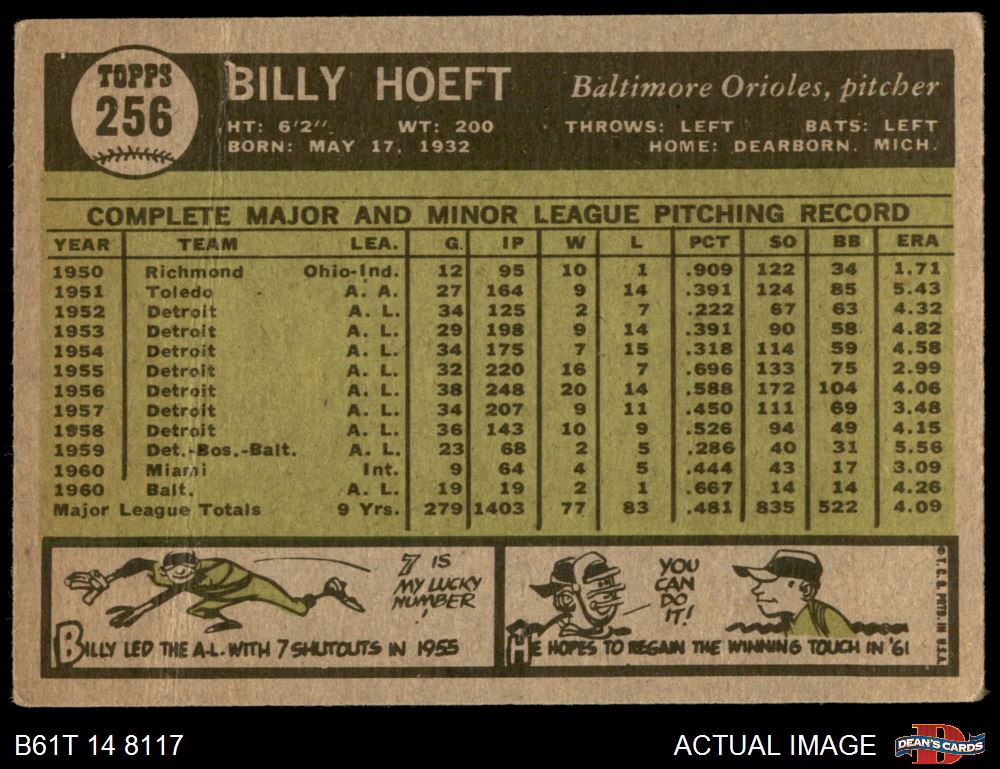 TOPPS
256
BILLY HOEFT
Baltimore Orioles, pitcher
HT: 6'2". WT: 200 THROWS: LEFT BATS: LEFT
BORN: MAY 17, 1932 HOME: DEARBORN, MICH.
COMPLETE MAJOR AND MINOR LEAGUE PITCHING RECORD
YEAR TEAM LEA. G. IP W L PCT SO BB ERA
1950 Richmond Ohio-Ind. 12 95 10 1 .909 122 34 1.71
1951 Toledo A. A. 27 164 9 14 .391 124 85 5.43
1952 Detroit A. L. 34 125 2 7 .222 67 63 4.32
1953 Detroit A. L. 29 198 9 14 .391 90 58 4.82
1954 Detroit A. L. 34 175 7 15 .318 114 59 4.58
1955 Detroit A. L. 32 220 16 7 .696 133 75 2.99
1956 Detroit A. L. 38 248 20 14 .588 172 104 4.06
1957 Detroit A. L. 34 207 9 11 .450 111 69 3.48
1958 Detroit A. L. 36 143 10 9 .526 94 49 4.15
1959 Det.-Bos.-Balt. A. L. 23 68 2 5 .286 40 31 5.56
1960 Miami Int. 9 64 4 5 .444 43 17 3.09
1960 Balt. A. L. 19 19 2 1 .667 14 14 4.26
Major League Totals 9 Yrs. 279 1403 77 83 .481 835 522 4.09
7 IS
MY LUCKY
NUMBER
!
BILLY LED THE A.L. WITH 7 SHUTOUTS IN 1955
YOU
CAN
DO
IT!
HE HOPES TO REGAIN THE WINNING TOUCH IN '61
© T. C. G. PRTD. IN U.S.A.
B61T 14 8117
ACTUAL IMAGE
D
DEAN'S CARDS